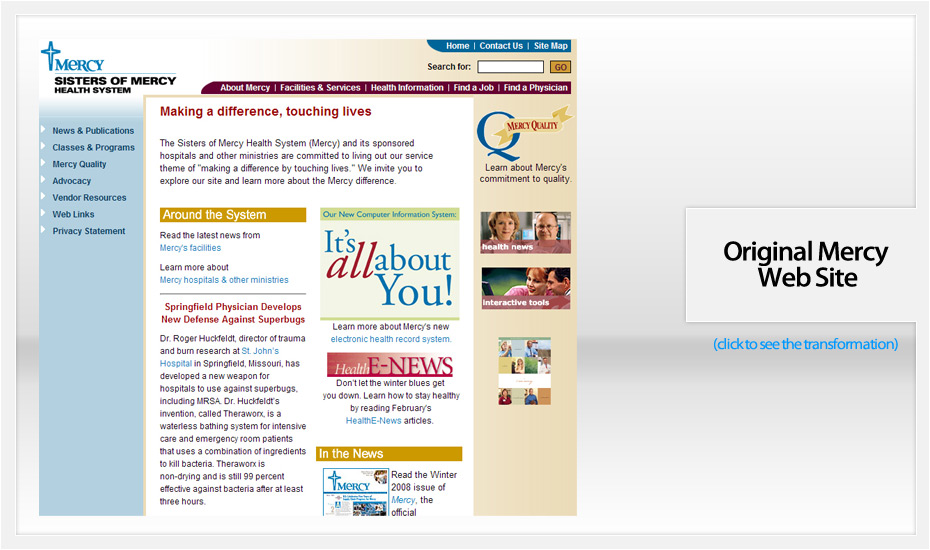 Home | Contact Us | Site Map
MERCY
SISTERS OF MERCY
HEALTH SYSTEM
Search for:
GO
About Mercy | Facilities & Services | Health Information | Find a Job | Find a Physician
News & Publications
Classes & Programs
Mercy Quality
Advocacy
Vendor Resources
Web Links
Privacy Statement
Making a difference, touching lives
The Sisters of Mercy Health System (Mercy) and its sponsored
hospitals and other ministries are committed to living out our service
theme of "making a difference by touching lives." We invite you to
explore our site and learn more about the Mercy difference.
Around the System
Read the latest news from
Mercy's facilities
Learn more about
Mercy hospitals & other ministries
Springfield Physician Develops
New Defense Against Superbugs
Dr. Roger Huckfeldt, director of trauma
and burn research at St. John's
Hospital in Springfield, Missouri, has
developed a new weapon for
hospitals to use against superbugs,
including MRSA. Dr. Huckfeldt's
invention, called Theraworx, is a
waterless bathing system for intensive
care and emergency room patients
that uses a combination of ingredients
to kill bacteria. Theraworx is
non-drying and is still 99 percent
effective against bacteria after at least
three hours.
Our New Computer Information System:
It's
all about
You!
Learn more about Mercy's new
electronic health record system.
Health E-NEWS
Don't let the winter blues get
you down. Learn how to stay healthy
by reading February's
HealthE-News articles.
In the News
MERCY
Read the Winter
2008 issue of
Mercy, the
official
Q MERCY QUALITY
Learn about Mercy's
commitment to quality.
health news
interactive tools
Original Mercy
Web Site
(click to see the transformation)